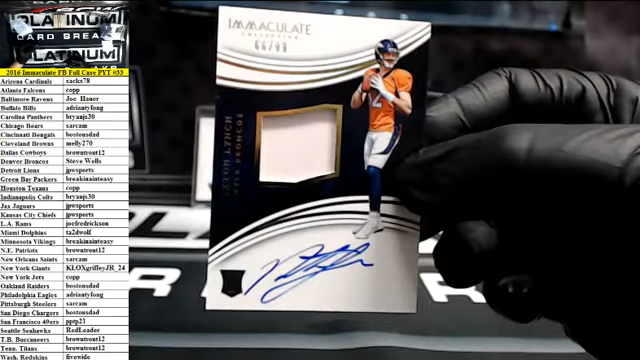 PLATINUM
CARD BREAKS
PLATINUM
2016 Immaculate FB Full Case PYT #33
Arizona Cardinals sacks78
Atlanta Falcons copp
Baltimore Ravens Joe_Hauer
Buffalo Bills adriantyfong
Carolina Panthers bryanjs30
Chicago Bears sarcam
Cincinnati Bengals bostonsdad
Cleveland Browns melly270
Dallas Cowboys browntrout12
Denver Broncos Steve Wells
Detroit Lions jpwsports
Green Bay Packers breakinainteasy
Houston Texans copp
Indianapolis Colts bryanjs30
Jax Jaguars jpwsports
Kansas City Chiefs jpwsports
L.A. Rams joefredrickson
Miami Dolphins ta2dwolf
Minnesota Vikings breakinainteasy
N.E. Patriots browntrout12
New Orleans Saints sarcam
New York Giants KLOXgriffeyJR_24
New York Jets copp
Oakland Raiders bostonsdad
Philadelphia Eagles adriantyfong
Pittsburgh Steelers sarcam
San Diego Chargers bostonsdad
San Francisco 49ers pptp21
Seattle Seahawks RedLeader
T.B. Buccaneers browntrout12
Tenn. Titans browntrout12
Wash. Redskins fivewide
IMMACULATE
COLLECTION
66/99
LYNCH
BRONCOS
2